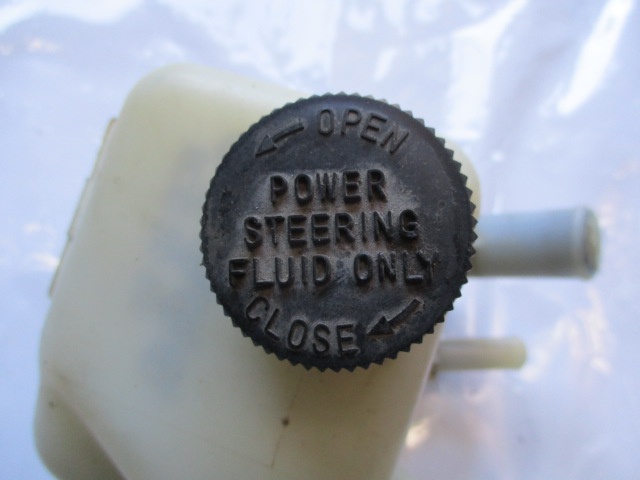 OPEN
POWER
STEERING
FLUID ONLY
CLOSE